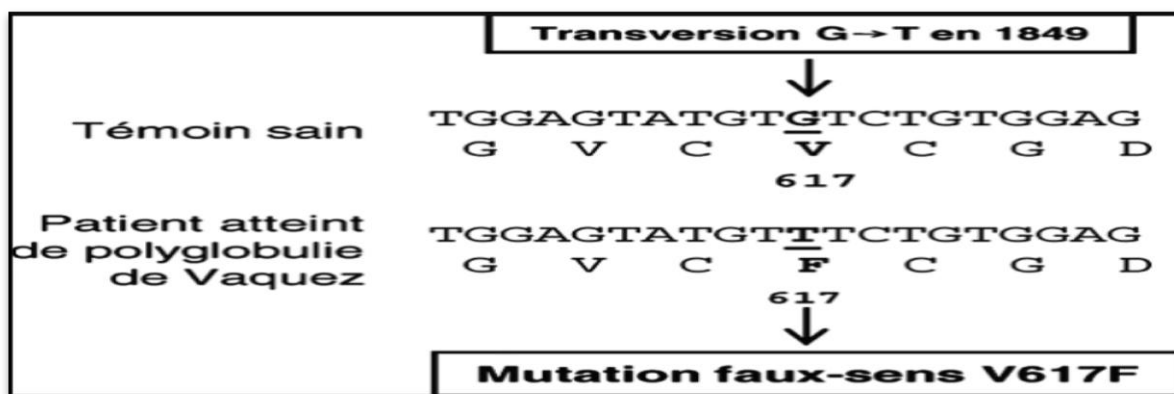 Transversion G→T en 1849
Témoin sain
TGGAGTATGTGTCTGTGGAG
G V C V C G D
617
Patient atteint
de polyglobulie
de Vaquez
TGGAGTATGTTTCTGTGGAG
G V C F C G D
617
Mutation faux-sens V617F